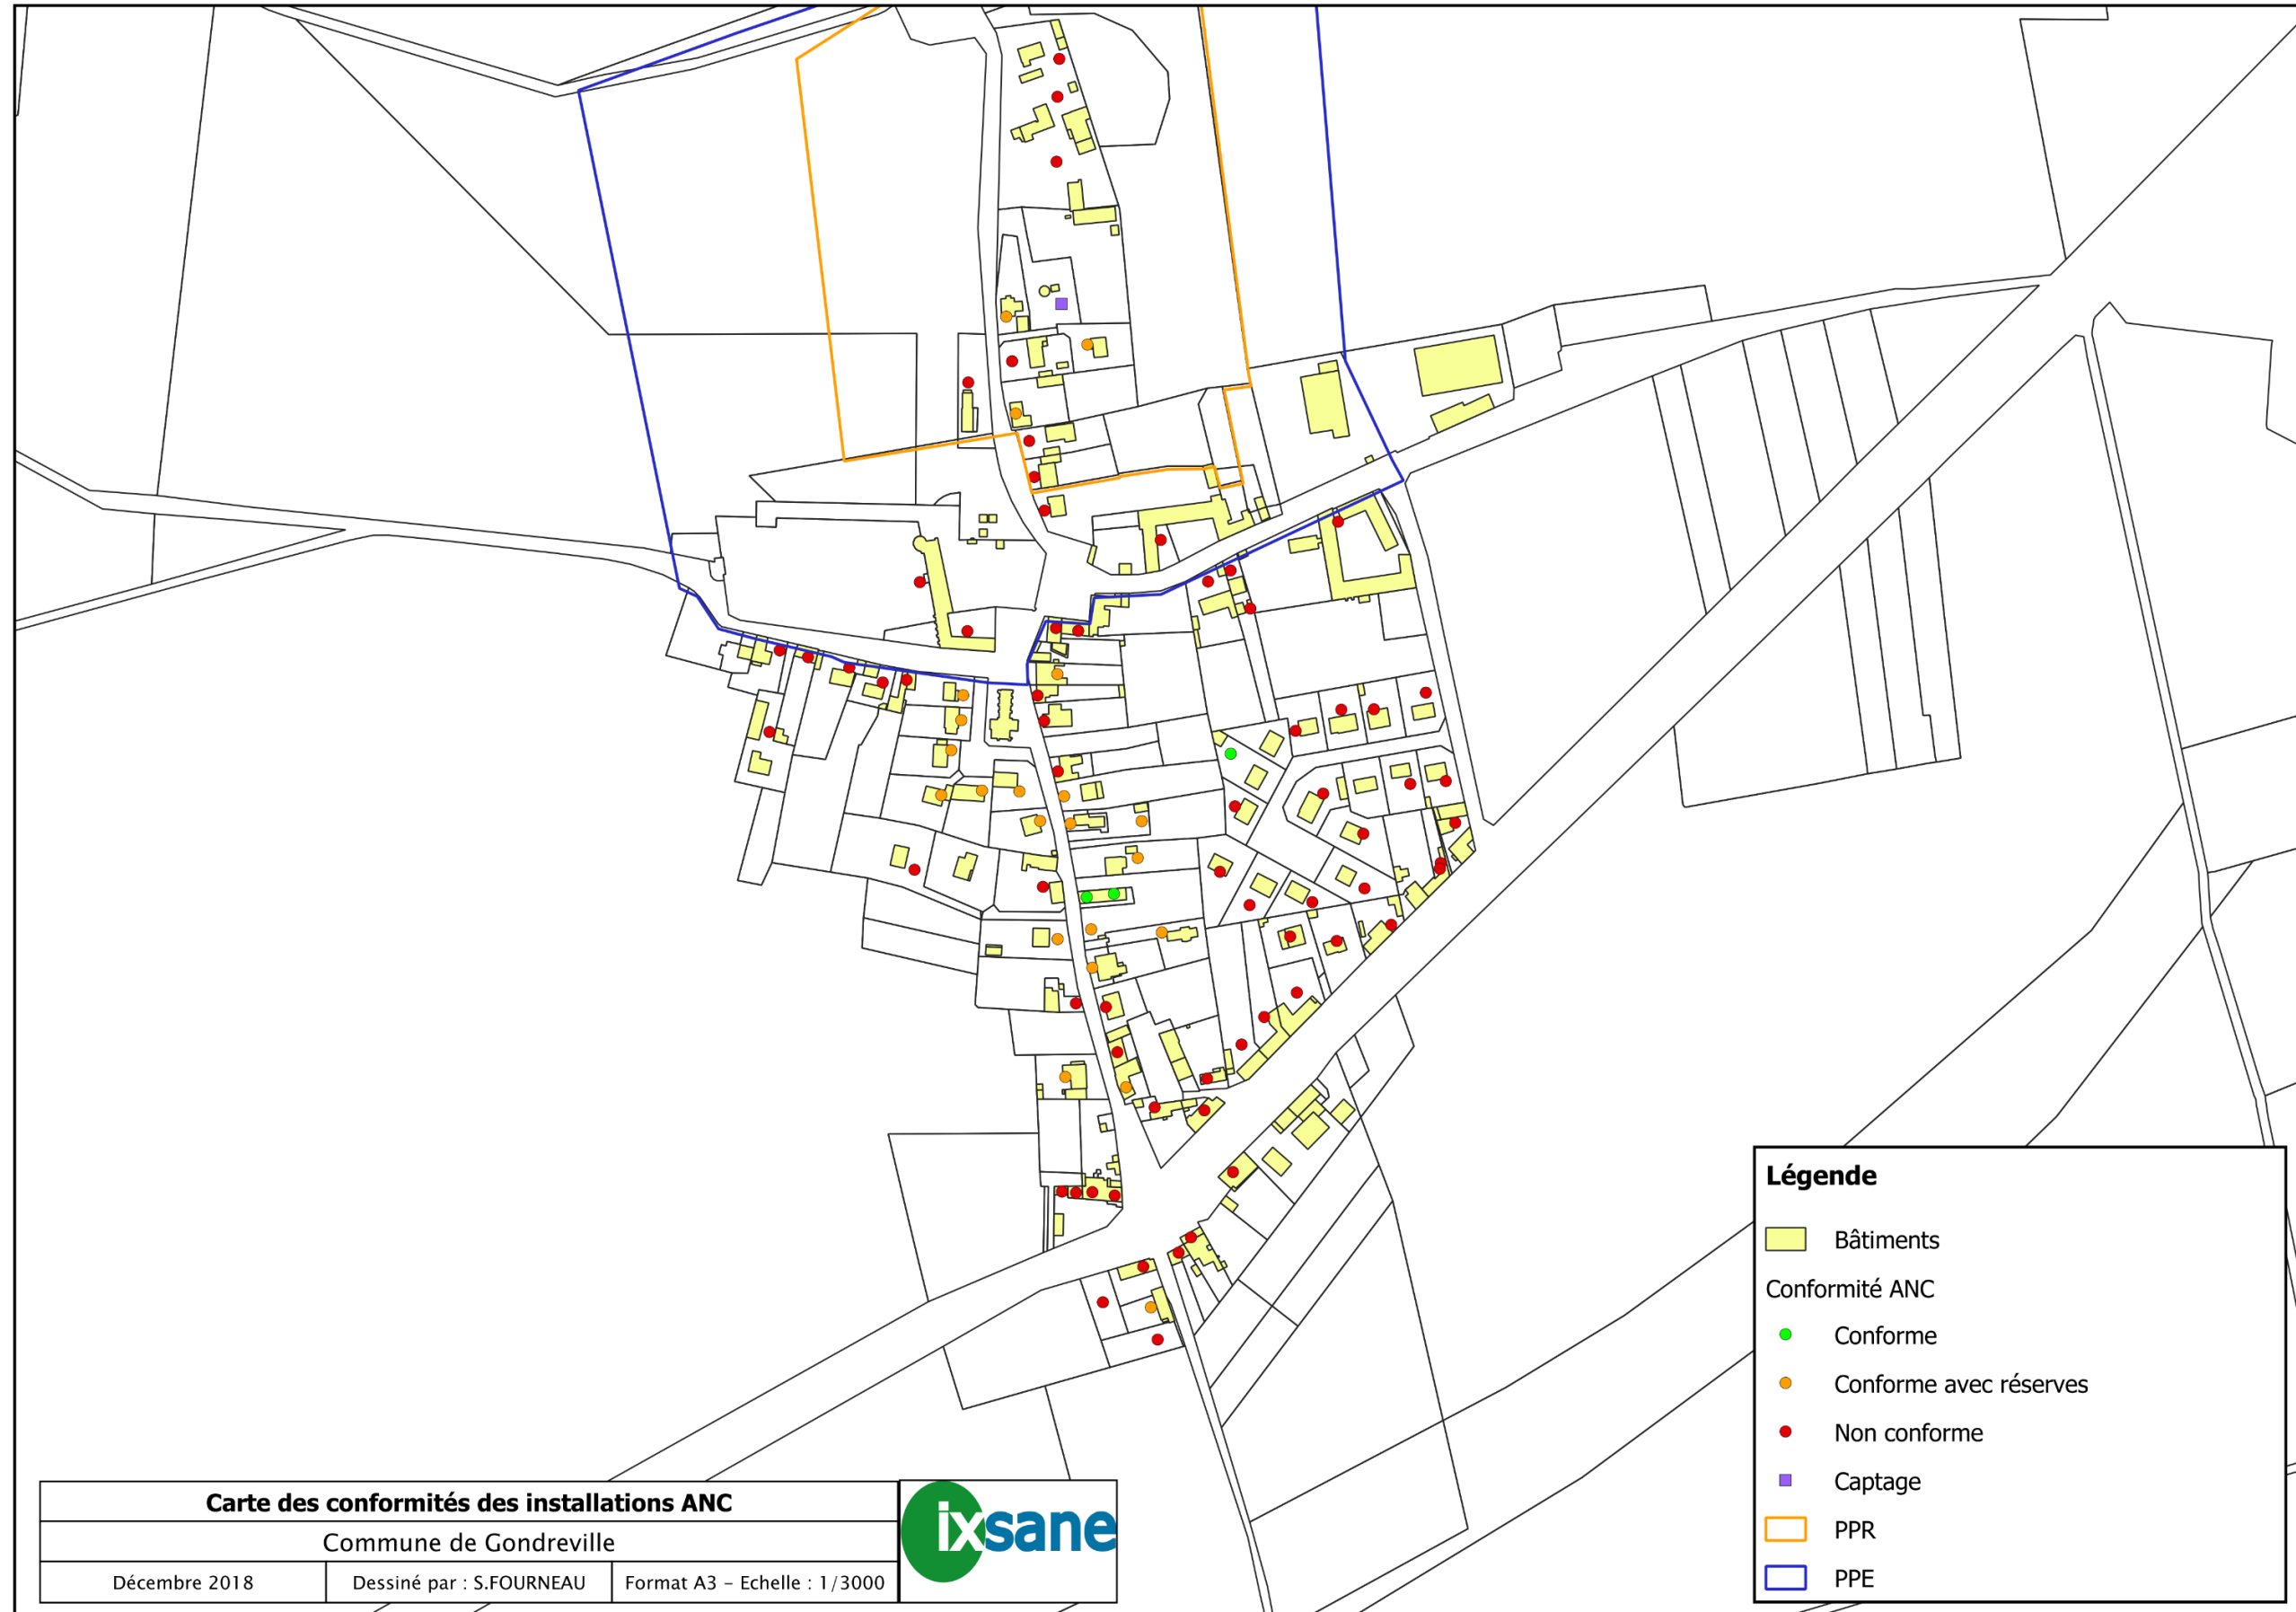 Légende
Bâtiments
Conformité ANC
Conforme
Conforme avec réserves
Non conforme
Captage
PPR
PPE
Carte des conformités des installations ANC
Commune de Gondreville
Décembre 2018
Dessiné par : S.FOURNEAU
Format A3 - Echelle : 1/3000
ixsane